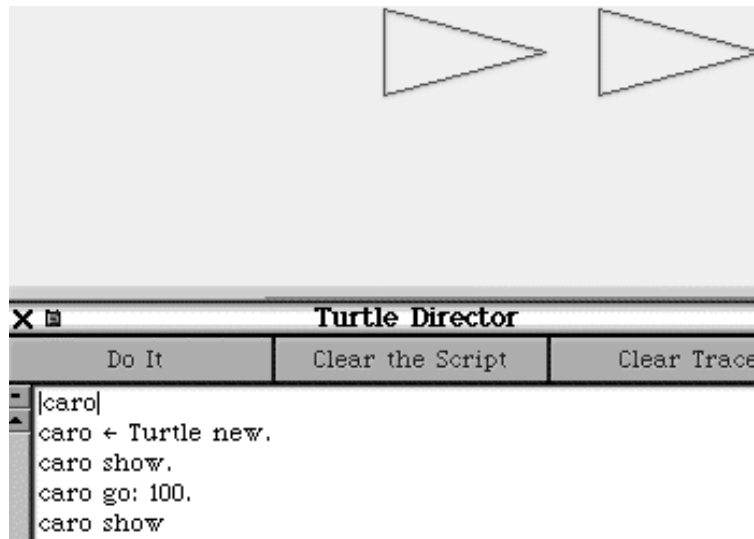 Turtle Director
Do It Clear the Script Clear Trace
|caro|
caro ← Turtle new.
caro show.
caro go: 100.
caro show